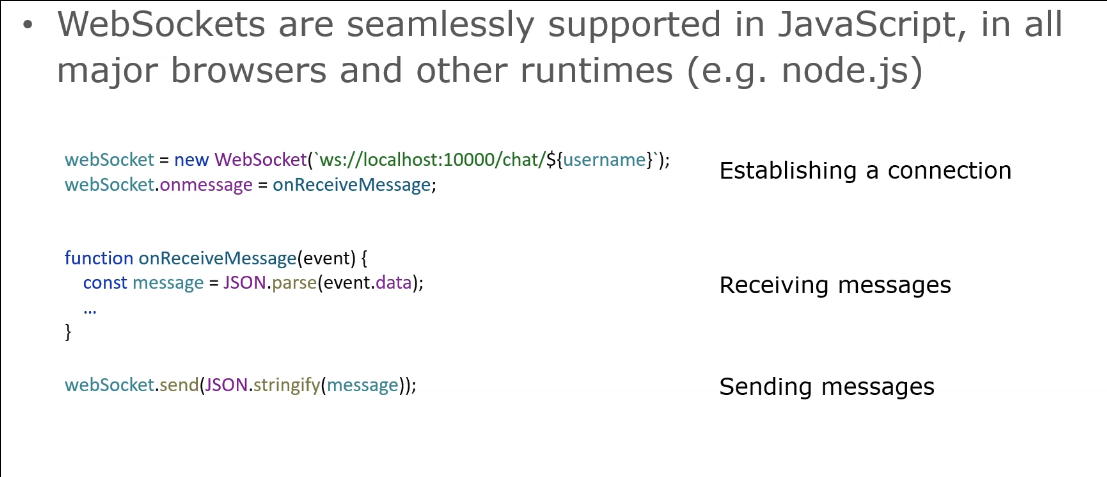 • WebSockets are seamlessly supported in JavaScript, in all
major browsers and other runtimes (e.g. node.js)
webSocket = new WebSocket(`ws://localhost:10000/chat/${username}`);
webSocket.onmessage = onReceiveMessage;
Establishing a connection
function onReceiveMessage(event) {
const message = JSON.parse(event.data);
...
}
Receiving messages
webSocket.send(JSON.stringify(message));
Sending messages